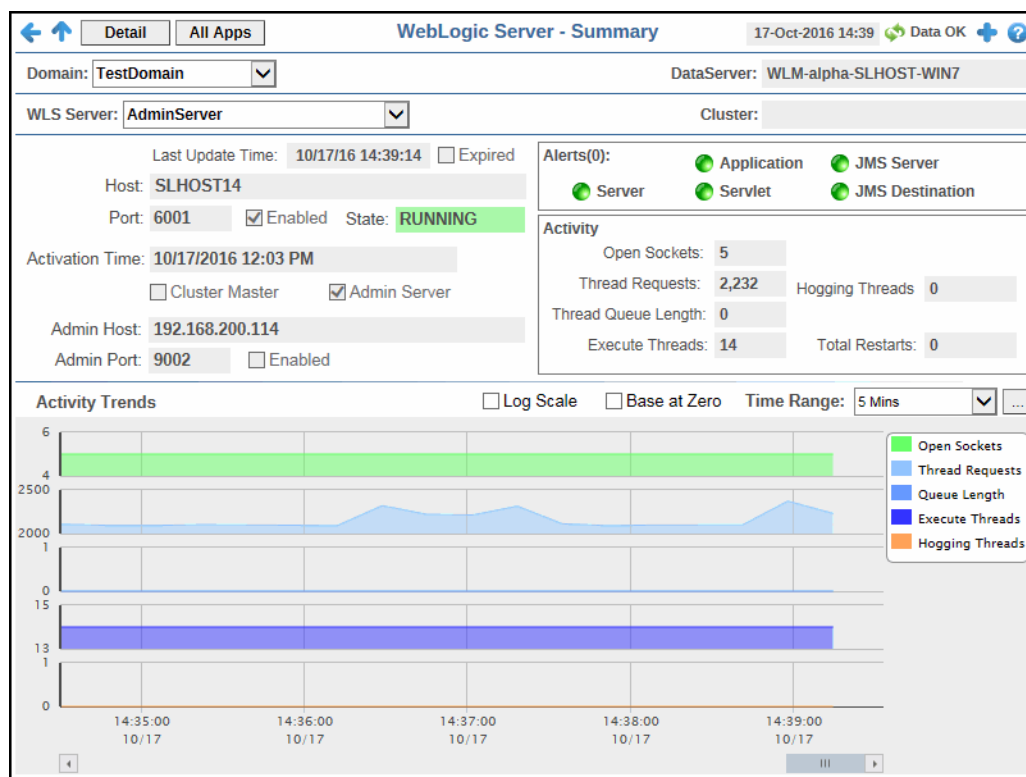 Detail All Apps WebLogic Server - Summary 17-Oct-2016 14:39 Data OK
Domain: TestDomain DataServer: WLM-alpha-SLHOST-WIN7
WLS Server: AdminServer Cluster:
Last Update Time: 10/17/16 14:39:14 Expired
Host: SLHOST14
Port: 6001 Enabled State: RUNNING
Activation Time: 10/17/2016 12:03 PM
Cluster Master Admin Server
Admin Host: 192.168.200.114
Admin Port: 9002 Enabled
Alerts(0): Application JMS Server
Server Servlet JMS Destination
Activity
Open Sockets: 5
Thread Requests: 2,232 Hogging Threads 0
Thread Queue Length: 0
Execute Threads: 14 Total Restarts: 0
Activity Trends Log Scale Base at Zero Time Range: 5 Mins ...
6
4
2500
2000
1
0
15
13
1
0
14:35:00 14:36:00 14:37:00 14:38:00 14:39:00
10/17 10/17 10/17 10/17 10/17
Open Sockets
Thread Requests
Queue Length
Execute Threads
Hogging Threads